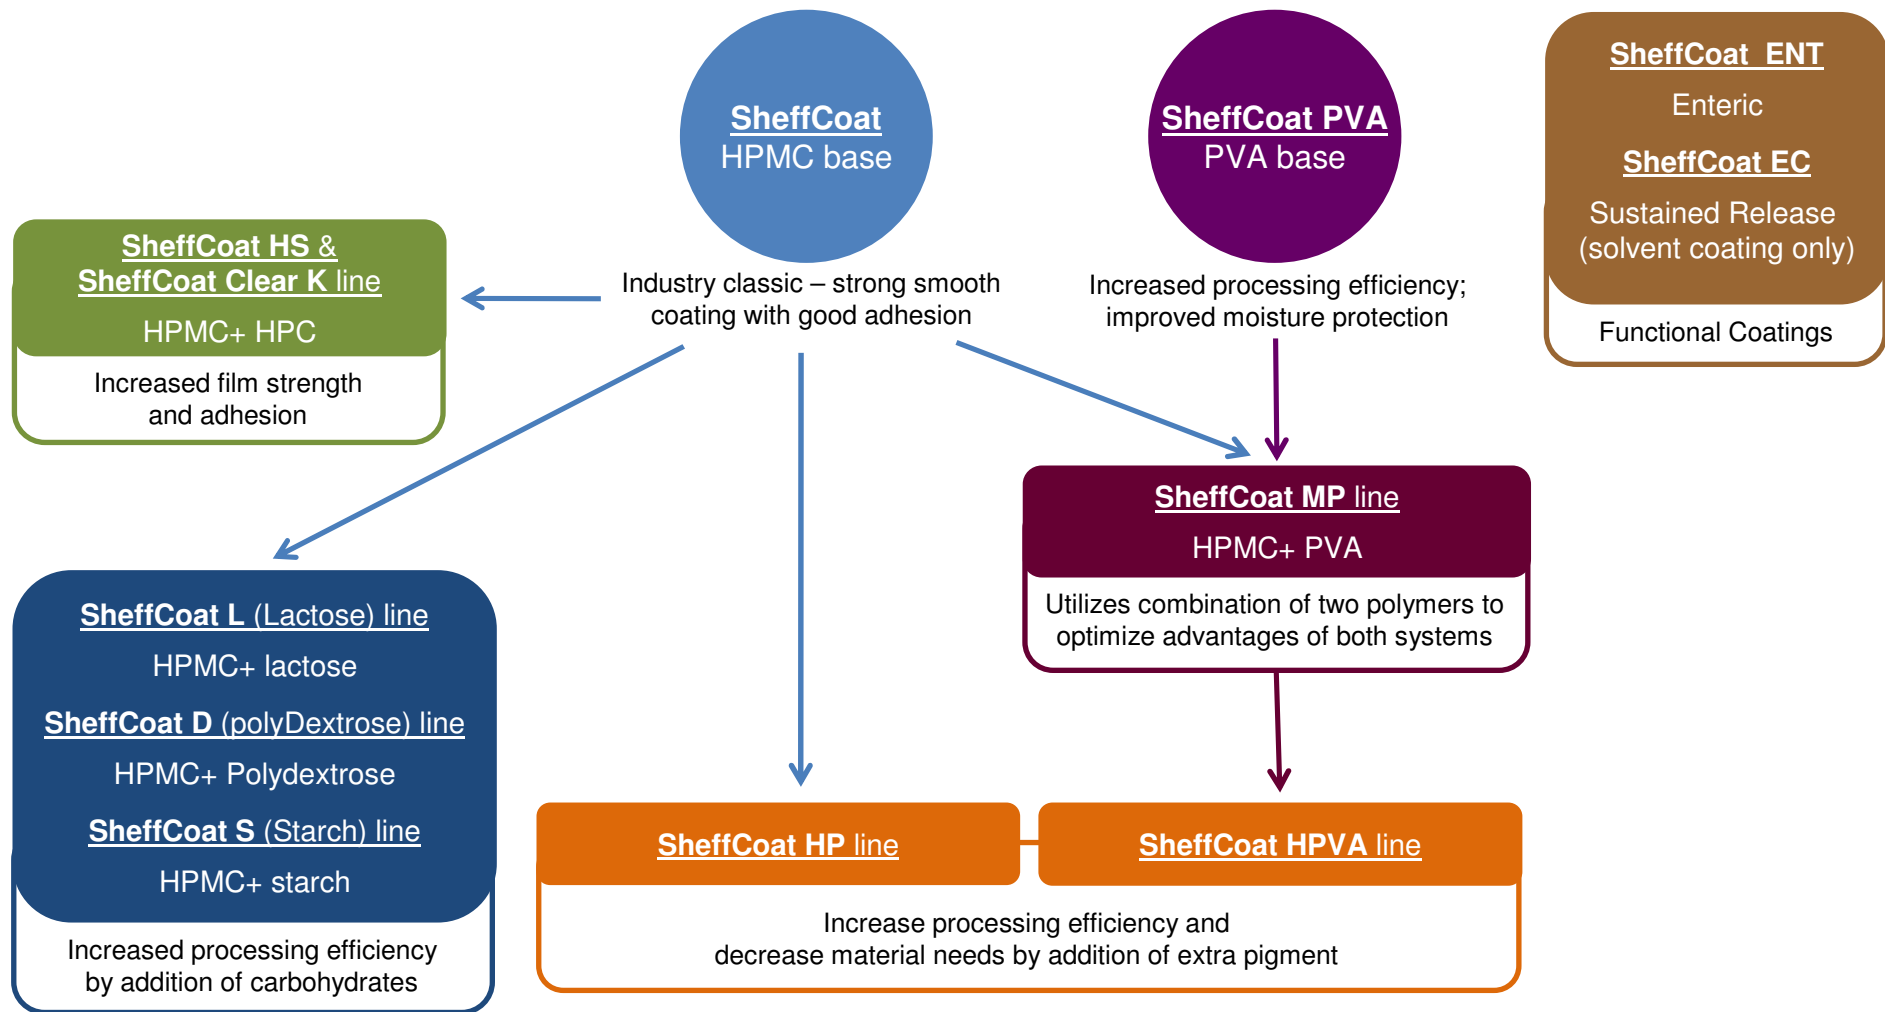 SheffCoat
HPMC base
Industry classic – strong smooth
coating with good adhesion
SheffCoat PVA
PVA base
Increased processing efficiency;
improved moisture protection
SheffCoat  ENT
Enteric
SheffCoat EC
Sustained Release
(solvent coating only)
Functional Coatings
SheffCoat HS &
SheffCoat Clear K line
HPMC+ HPC
Increased film strength
and adhesion
SheffCoat MP line
HPMC+ PVA
Utilizes combination of two polymers to
optimize advantages of both systems
SheffCoat L (Lactose) line
HPMC+ lactose
SheffCoat D (polyDextrose) line
HPMC+ Polydextrose
SheffCoat S (Starch) line
HPMC+ starch
Increased processing efficiency
by addition of carbohydrates
SheffCoat HP line
SheffCoat HPVA line
Increase processing efficiency and
decrease material needs by addition of extra pigment